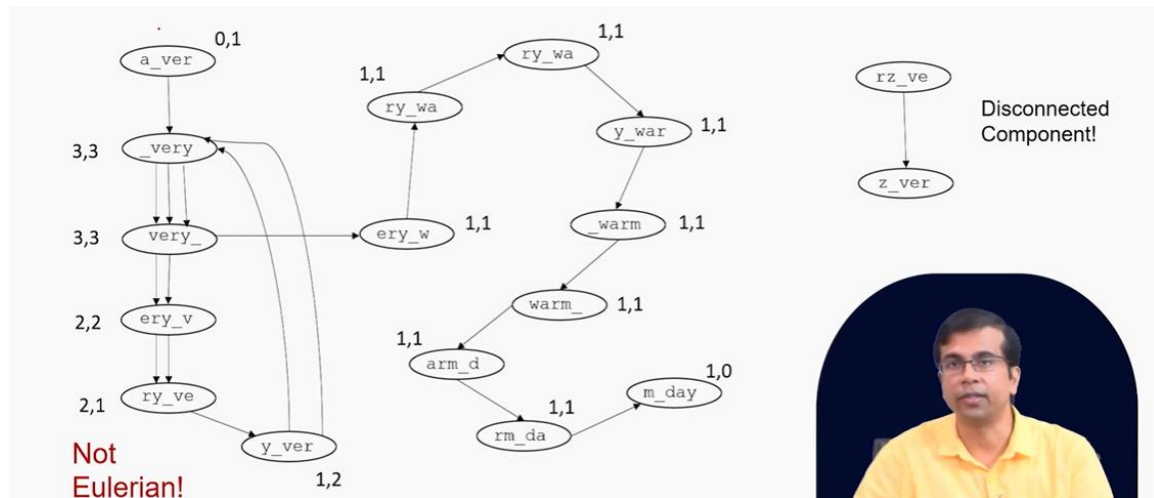 a_ver
0,1
_very
3,3
very_
3,3
ery_v
2,2
ry_ve
2,1
y_ver
1,2
Not
Eulerian!
ery_w
1,1
ry_wa
1,1
ry_wa
1,1
y_war
1,1
_warm
1,1
warm_
1,1
arm_d
1,1
rm_da
1,1
m_day
1,0
rz_ve
z_ver
Disconnected
Component!